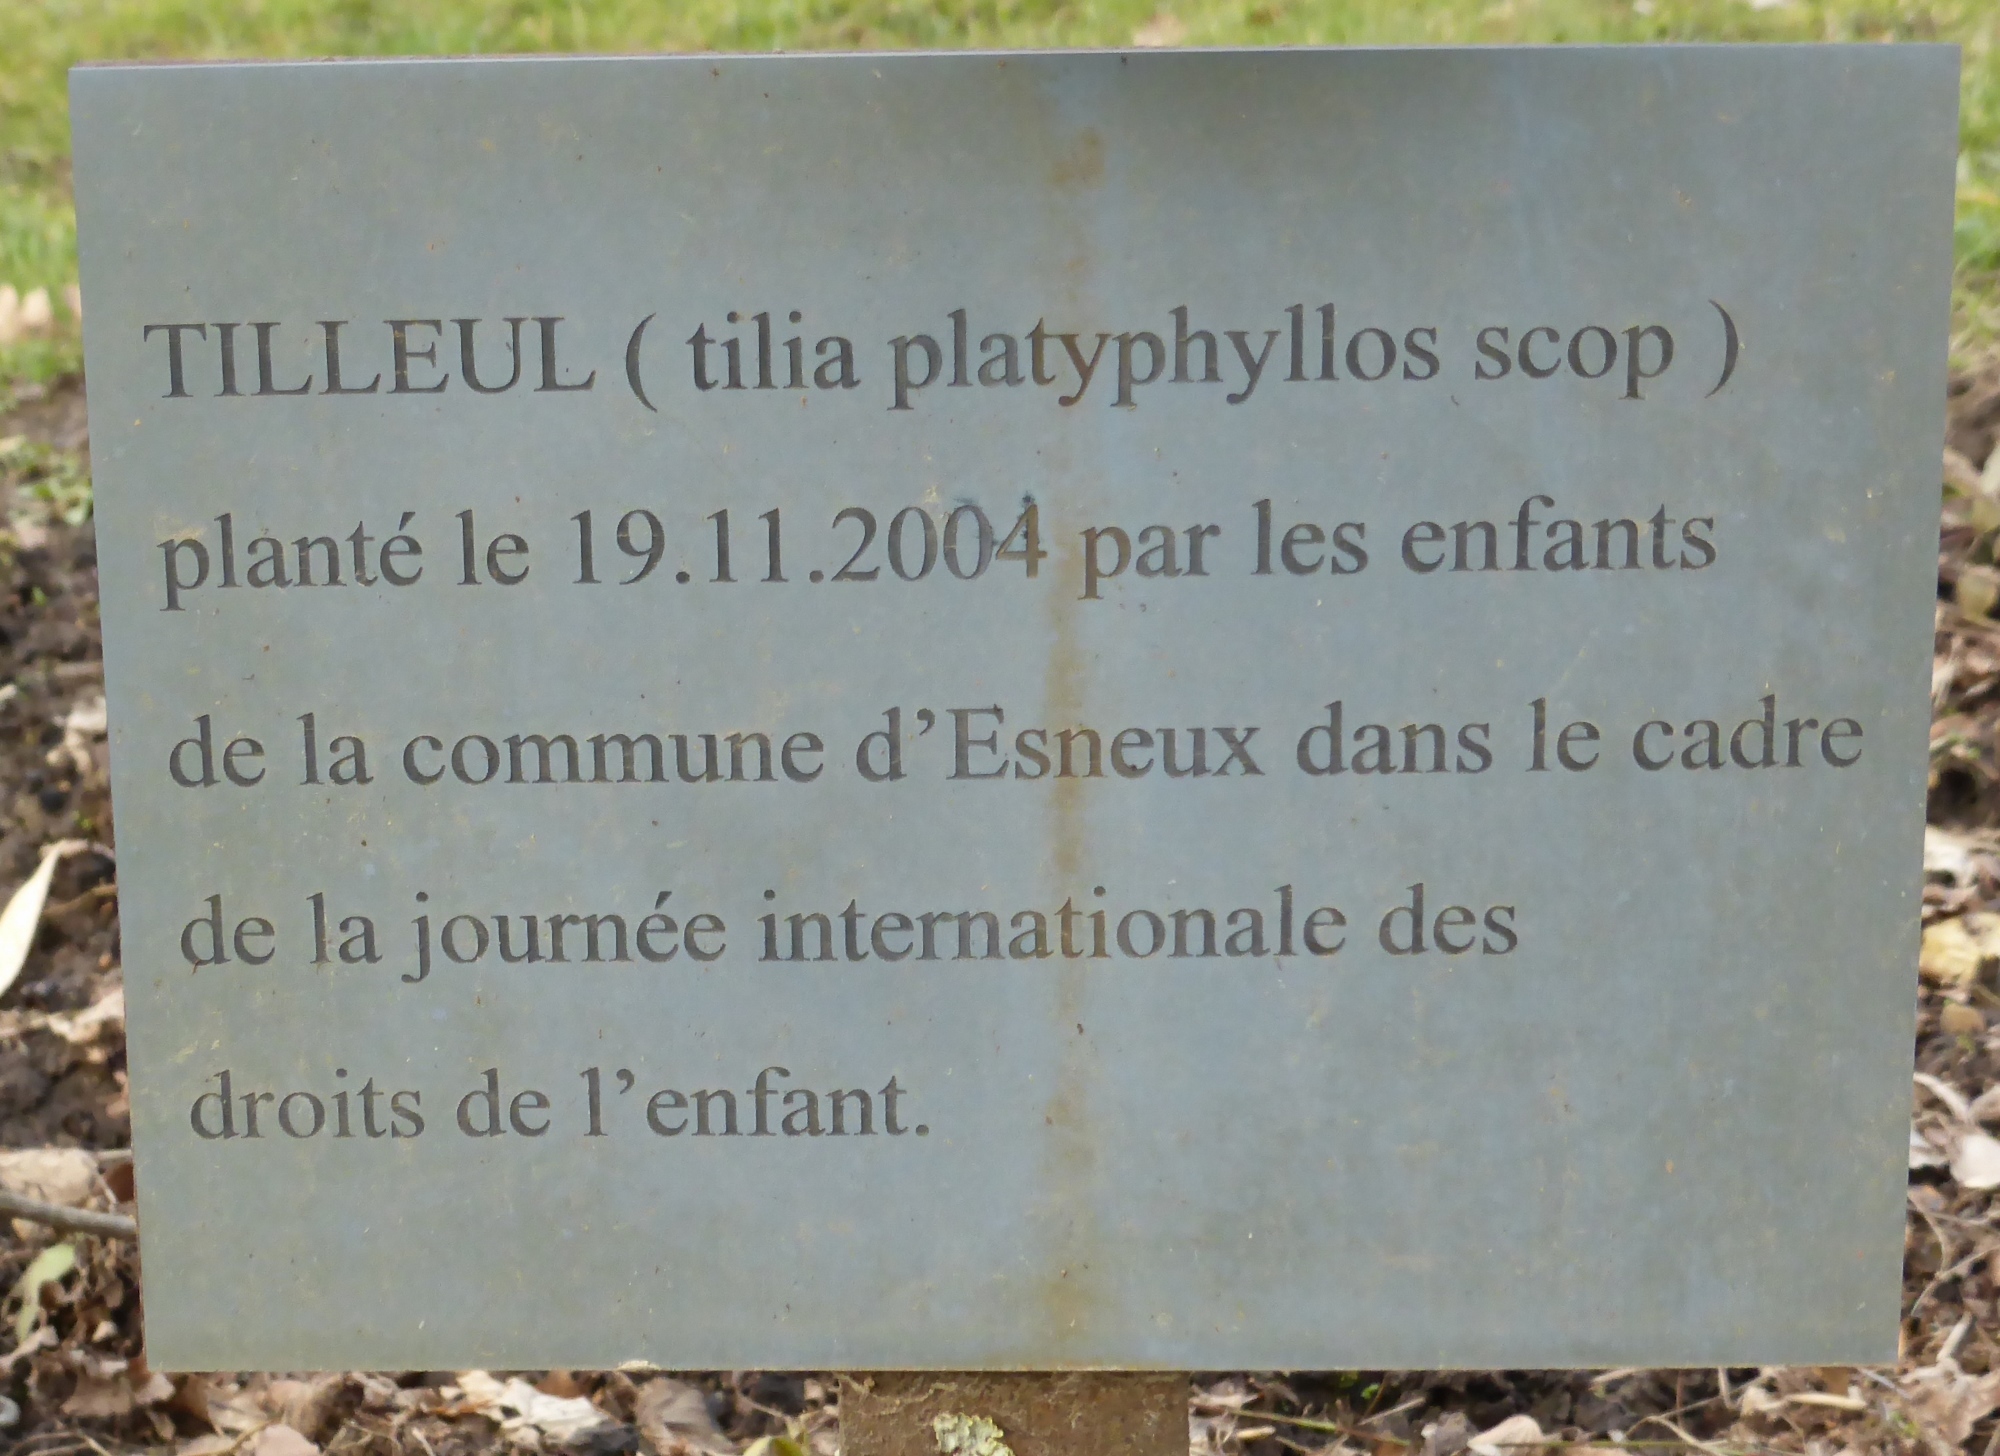 TILLEUL ( tilia platyphyllos scop )
planté le 19.11.2004 par les enfants
de la commune d’Esneux dans le cadre
de la journée internationale des
droits de l’enfant.